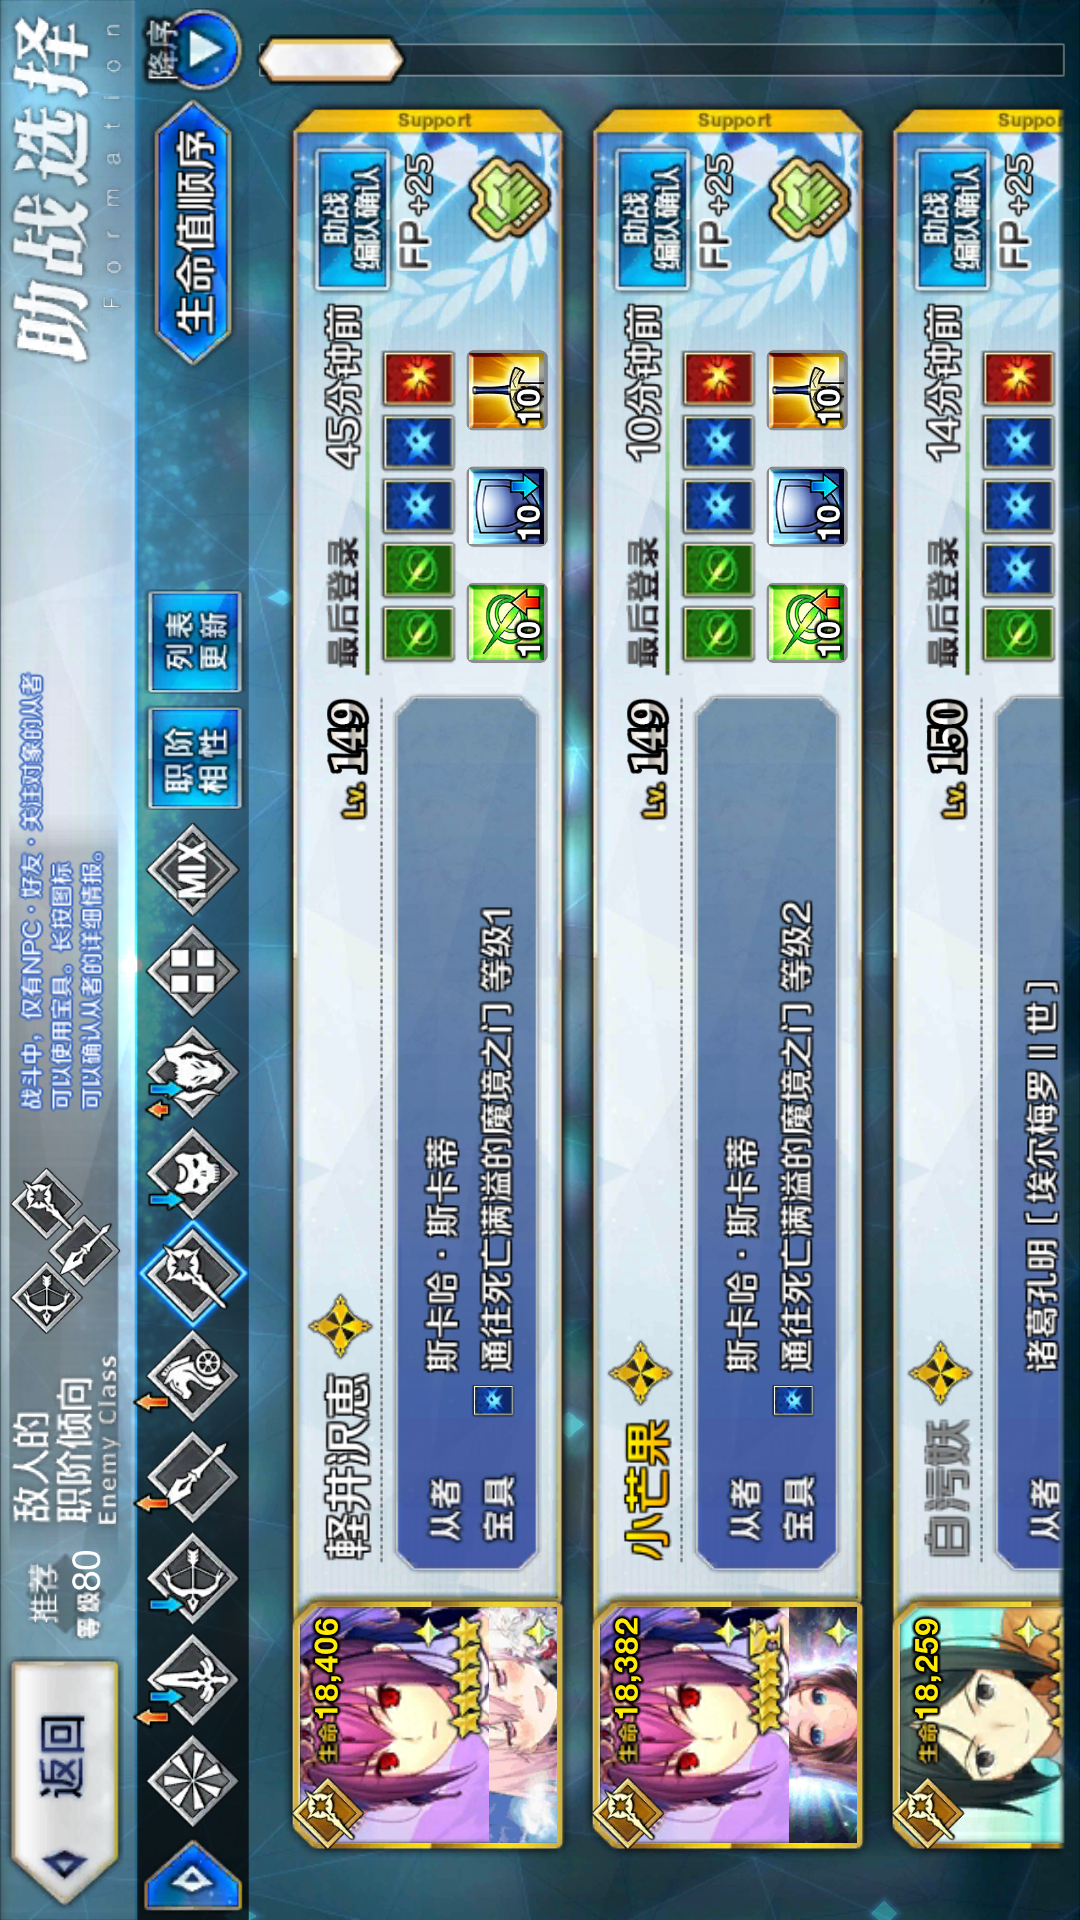 返回
推荐
等级80
敌人的
职阶倾向
Enemy Class
战斗中，仅有NPC·好友·关注对象的从者
可以使用宝具。长按图标
可以确认从者的详细情报。
助战选择
Formation
MIX
职阶
相性
列表
更新
生命值顺序
降序
生命18,406
軽井沢恵
Lv.149
从者
斯卡哈·斯卡蒂
宝具
通往死亡满溢的魔境之门 等级1
最后登录
45分钟前
10
10
10
Support
助战
编队确认
FP+25
生命18,382
小芒果
Lv.149
从者
斯卡哈·斯卡蒂
宝具
通往死亡满溢的魔境之门 等级2
最后登录
10分钟前
10
10
10
Support
助战
编队确认
FP+25
生命18,259
白污妖
Lv.150
从者
诸葛孔明〔埃尔梅罗Ⅱ世〕
最后登录
14分钟前
Support
助战
编队确认
FP+25